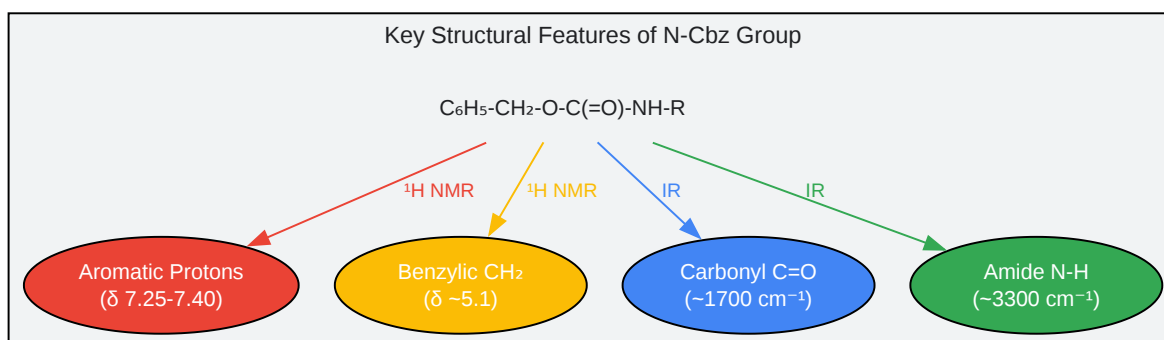 Key Structural Features of N-Cbz Group
C₆H₅-CH₂-O-C(=O)-NH-R
¹H NMR
¹H NMR
IR
IR
Aromatic Protons
(δ 7.25-7.40)
Benzylic CH₂
(δ ~5.1)
Carbonyl C=O
(~1700 cm⁻¹)
Amide N-H
(~3300 cm⁻¹)